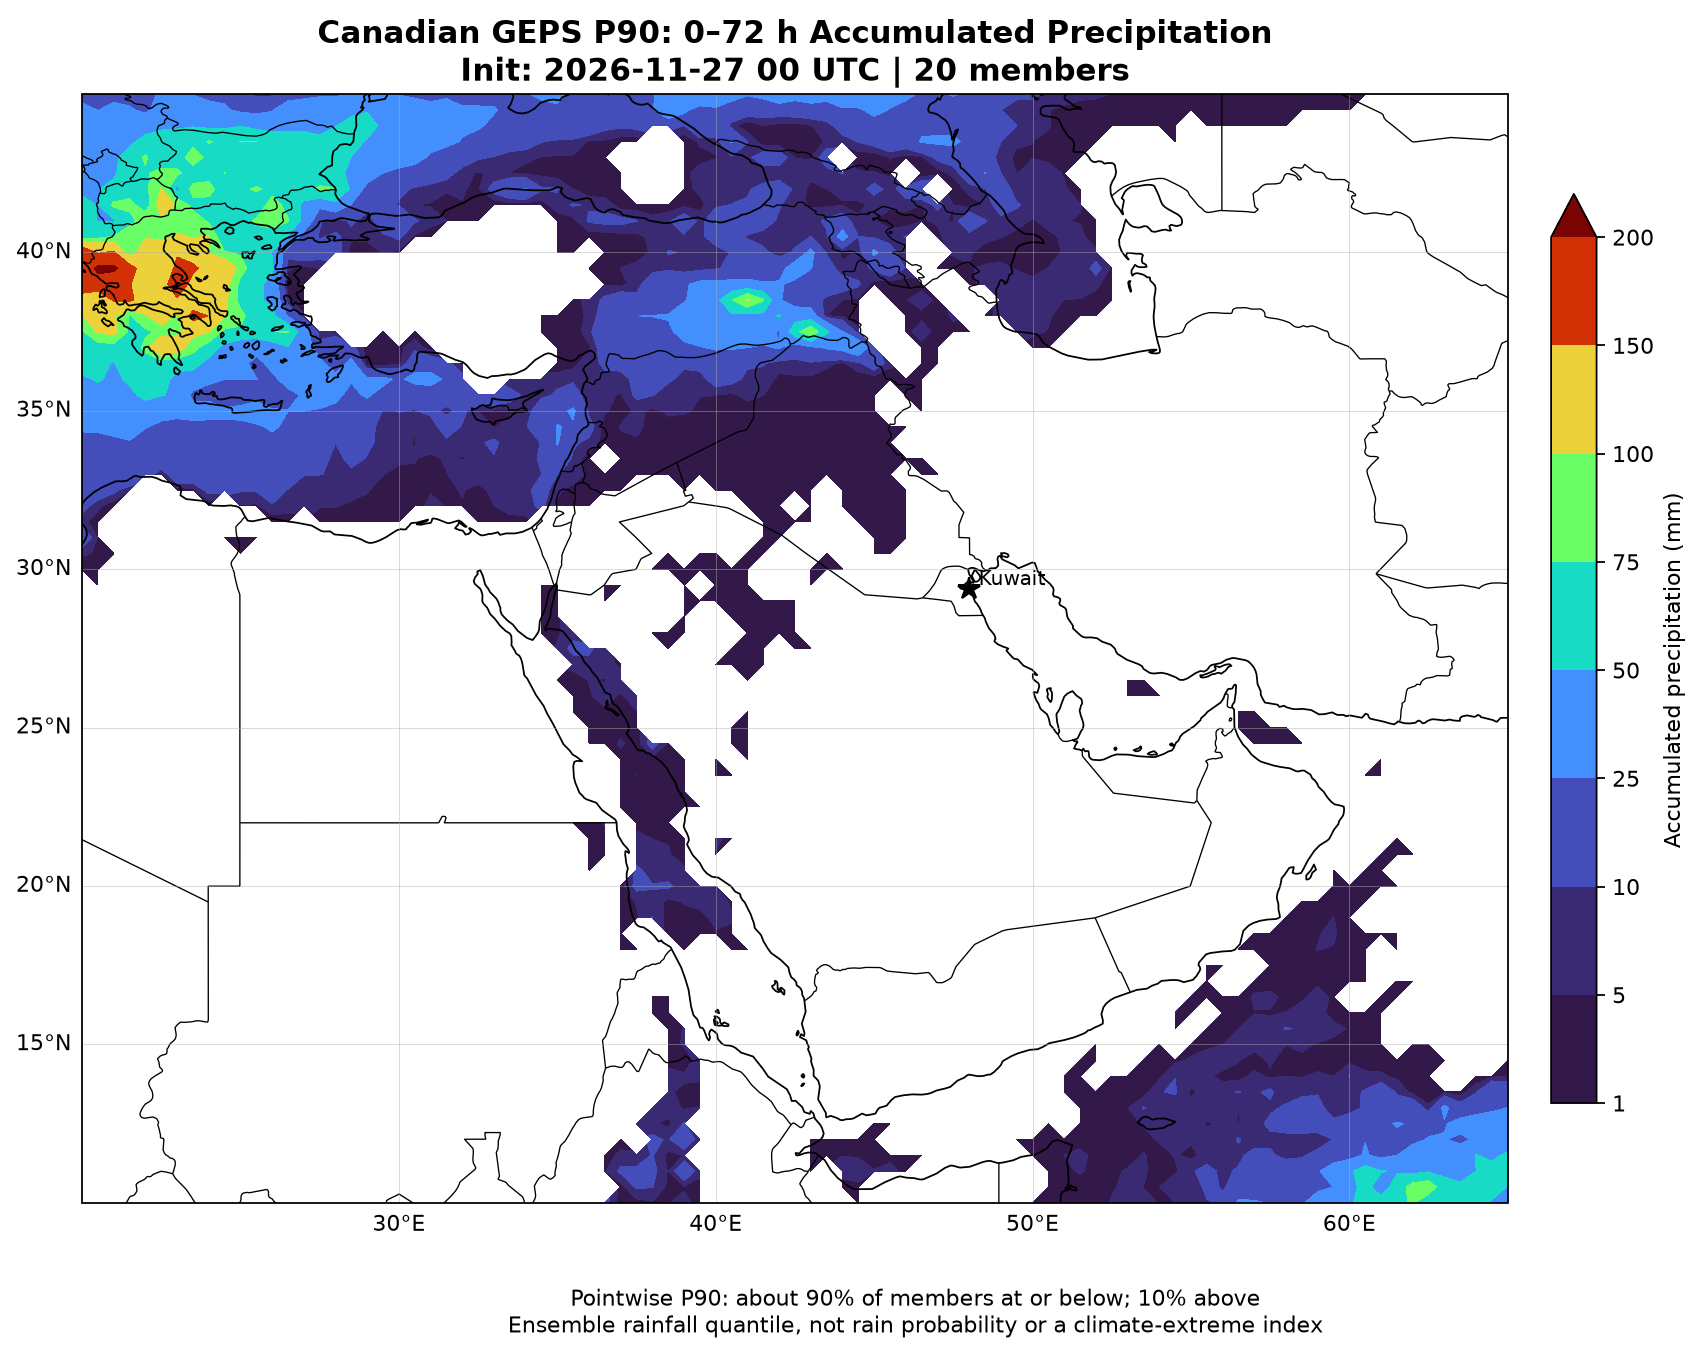 Canadian GEPS P90: 0–72 h Accumulated Precipitation
Init: 2026-11-27 00 UTC | 20 members
40°N
35°N
30°N
25°N
20°N
15°N
30°E
40°E
50°E
60°E
Kuwait
200
150
100
75
50
25
10
5
1
Accumulated precipitation (mm)
Pointwise P90: about 90% of members at or below; 10% above
Ensemble rainfall quantile, not rain probability or a climate-extreme index